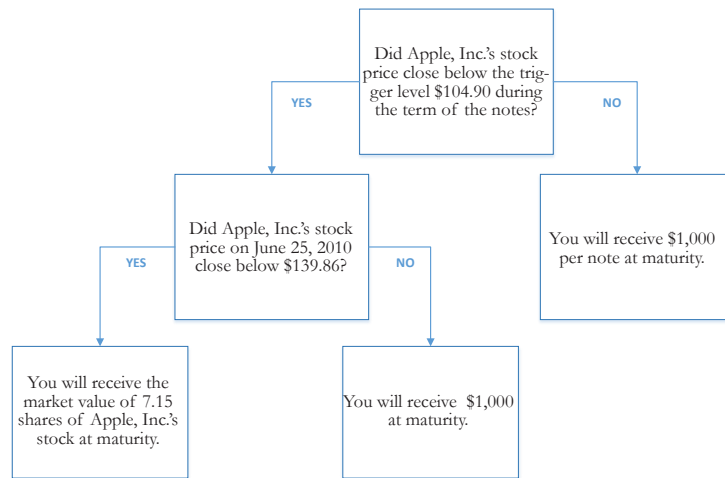 Did Apple, Inc.'s stock
price close below the trig-
ger level $104.90 during
the term of the notes?
YES
NO
Did Apple, Inc.'s stock
price on June 25, 2010
close below $139.86?
You will receive $1,000
per note at maturity.
YES
NO
You will receive the
market value of 7.15
shares of Apple, Inc.'s
stock at maturity.
You will receive $1,000
at maturity.